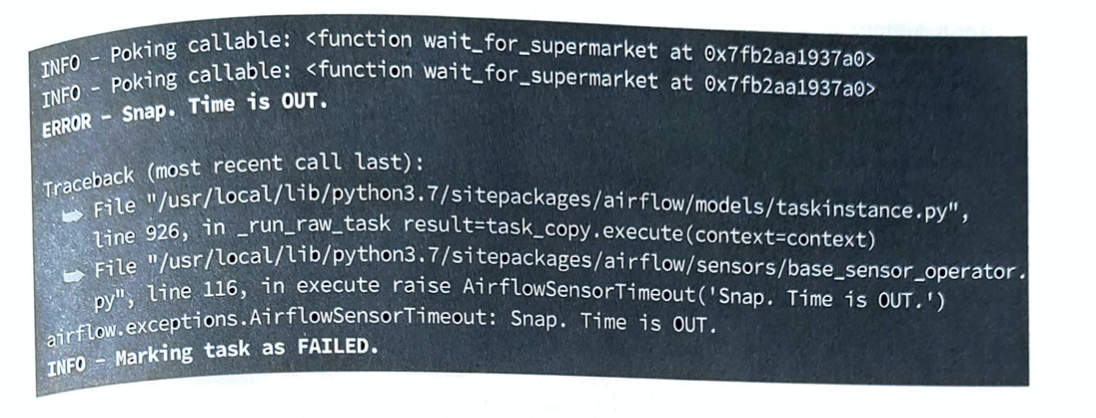 INFO – Poking callable: <function wait_for_supermarket at 0x7fb2aa1937a0>
INFO – Poking callable: <function wait_for_supermarket at 0x7fb2aa1937a0>
ERROR – Snap. Time is OUT.
Traceback (most recent call last):
➥ File "/usr/local/lib/python3.7/sitepackages/airflow/models/taskinstance.py",
line 926, in _run_raw_task result=task_copy.execute(context=context)
➥ File "/usr/local/lib/python3.7/sitepackages/airflow/sensors/base_sensor_operator.
py", line 116, in execute raise AirflowSensorTimeout('Snap. Time is OUT.')
airflow.exceptions.AirflowSensorTimeout: Snap. Time is OUT.
INFO – Marking task as FAILED.